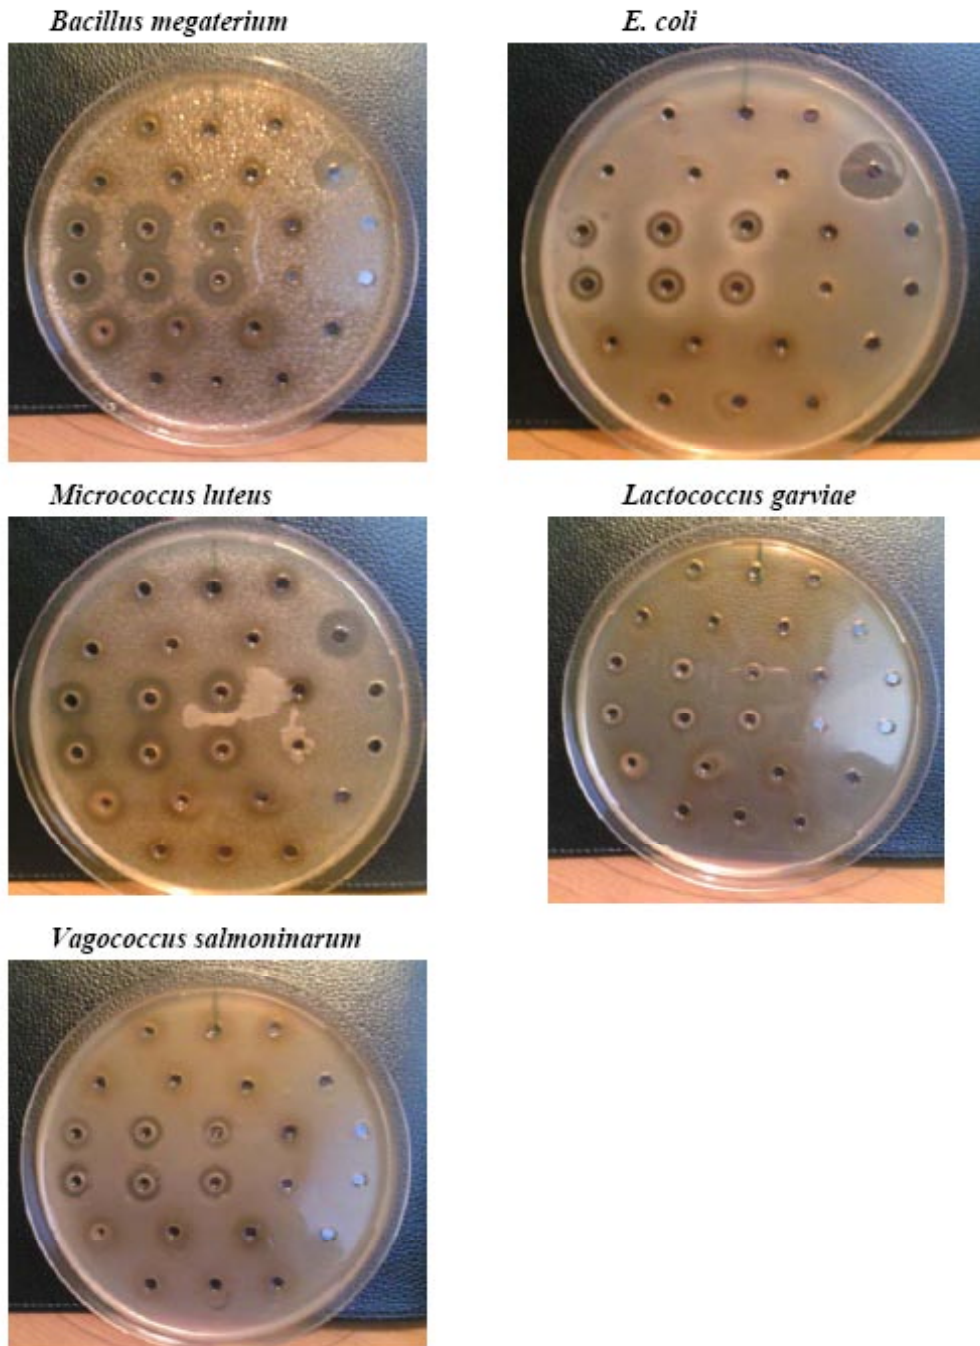 Bacillus megaterium
E. coli
Micrococcus luteus
Lactococcus garviae
Vagococcus salmoninarum